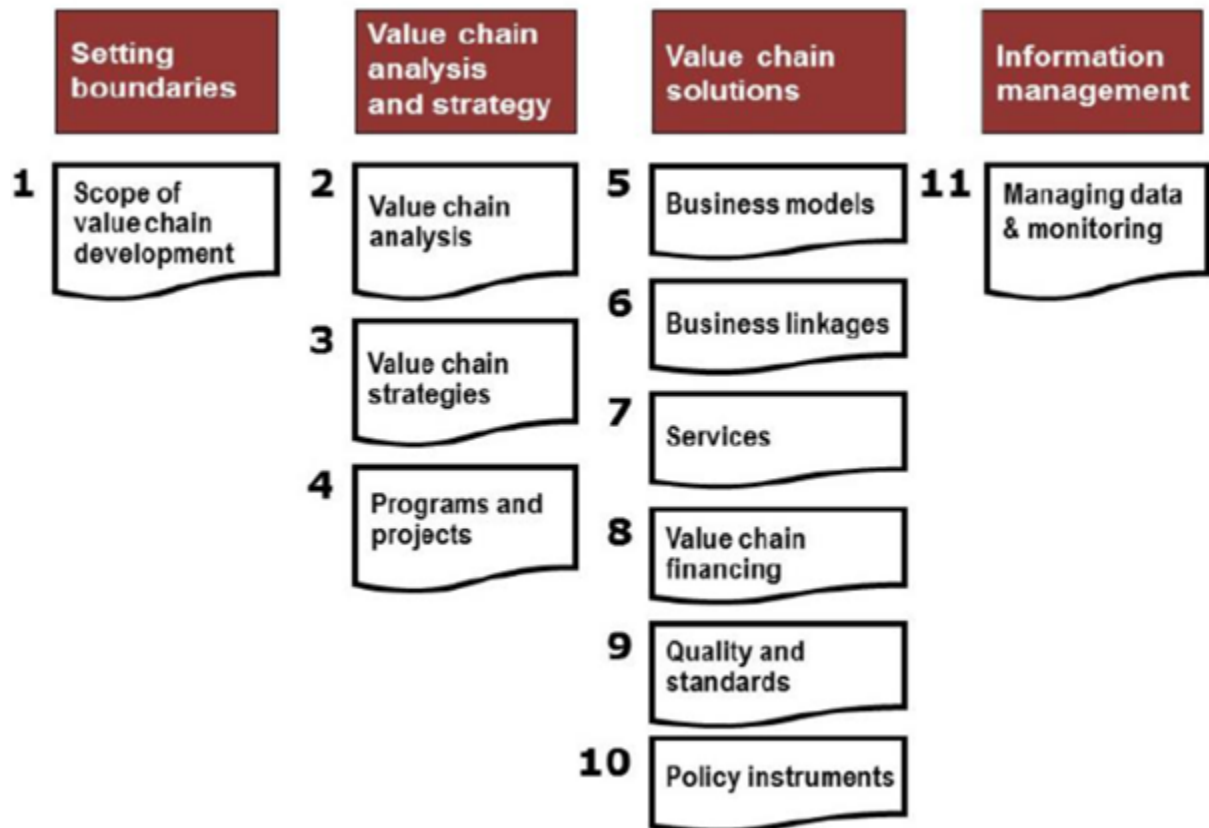 Setting
boundaries
1
Scope of
value chain
development
Value chain
analysis
and strategy
2
Value chain
analysis
3
Value chain
strategies
4
Programs and
projects
Value chain
solutions
5
Business models
6
Business linkages
7
Services
8
Value chain
financing
9
Quality and
standards
10
Policy instruments
Information
management
11
Managing data
& monitoring